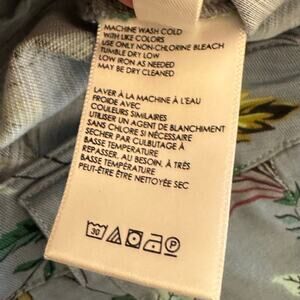 MACHINE WASH COLD
WITH LIKE COLORS
USE ONLY NON-CHLORINE BLEACH
TUMBLE DRY LOW
LOW IRON AS NEEDED
MAY BE DRY CLEANED
LAVER À LA MACHINE À L'EAU
FROIDE AVEC
COULEURS SIMILAIRES
UTILISER UN AGENT DE BLANCHIMENT
SANS CHLORE SI NÉCESSAIRE
SÉCHER PAR CULBUTAGE À
BASSE TEMPÉRATURE
REPASSER, AU BESOIN, À TRÈS
BASSE TEMPÉRATURE
PEUT-ÊTRE ÊTRE NETTOYÉE SEC
30 P